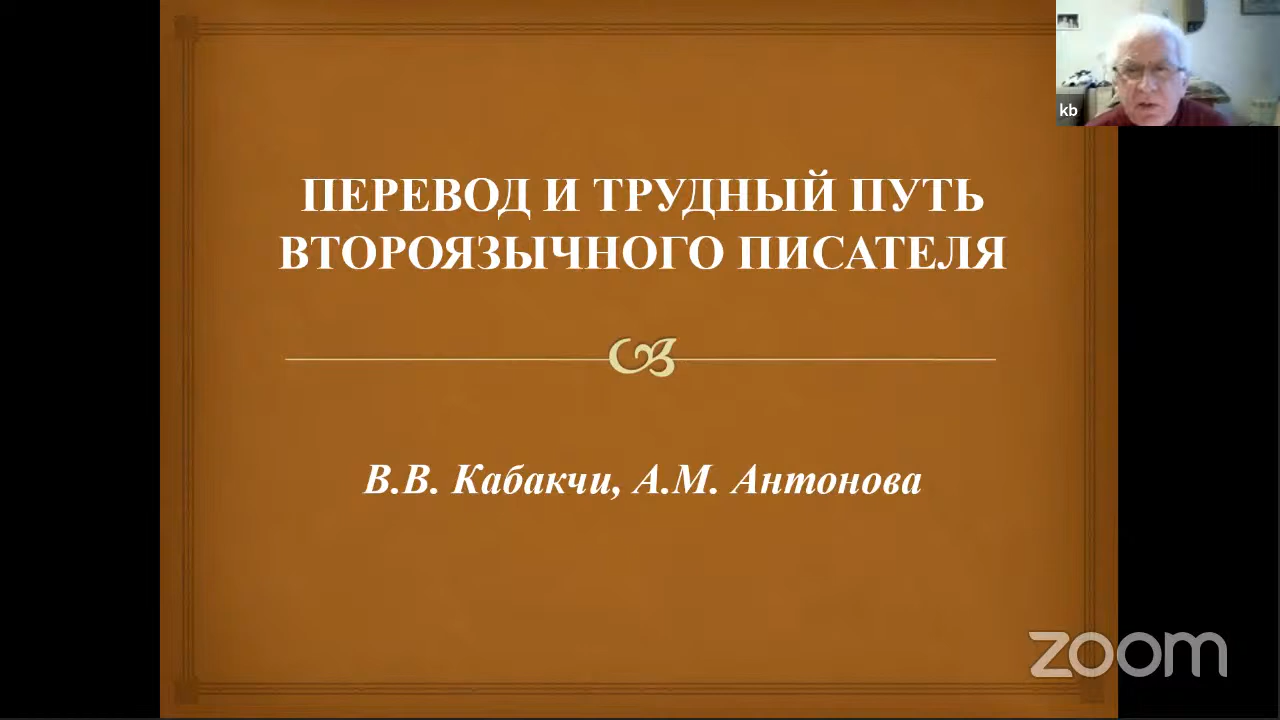 kb
ПЕРЕВОД И ТРУДНЫЙ ПУТЬ
ВТОРОЯЗЫЧНОГО ПИСАТЕЛЯ
В.В. Кабакчи, А.М. Антонова
zoom